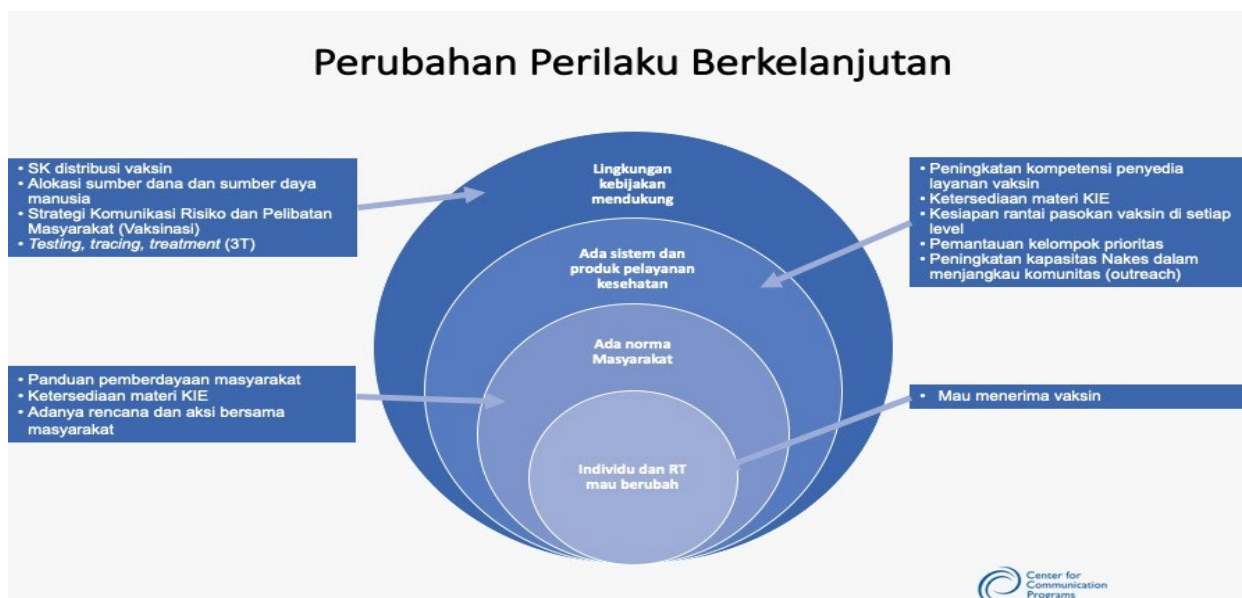 Perubahan Perilaku Berkelanjutan
• SK distribusi vaksin
• Alokasi sumber dana dan sumber daya
manusia
• Strategi Komunikasi Risiko dan Pelibatan
Masyarakat (Vaksinasi)
• Testing, tracing, treatment (3T)
Lingkungan
kebijakan
mendukung
• Peningkatan kompetensi penyedia
layanan vaksin
• Ketersediaan materi KIE
• Kesiapan rantai pasokan vaksin di setiap
level
• Pemantauan kelompok prioritas
• Peningkatan kapasitas Nakes dalam
menjangkau komunitas (outreach)
Ada sistem dan
produk pelayanan
kesehatan
Ada norma
Masyarakat
• Panduan pemberdayaan masyarakat
• Ketersediaan materi KIE
• Adanya rencana dan aksi bersama
masyarakat
• Mau menerima vaksin
Individu dan RT
mau berubah
Center for
Communication
Programs